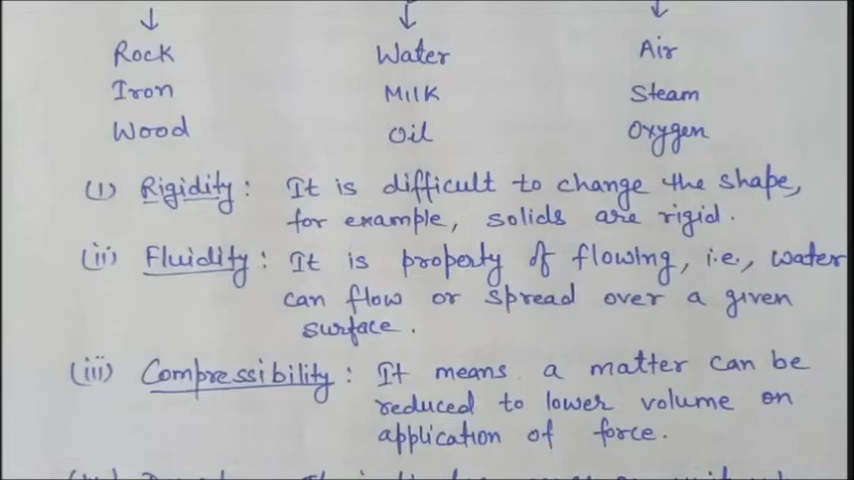 Rock Water Air
Iron Milk Steam
Wood Oil Oxygen
(i) Rigidity: It is difficult to change the shape,
for example, solids are rigid.
(ii) Fluidity: It is property of flowing, i.e., water
can flow or spread over a given
surface.
(iii) Compressibility: It means a matter can be
reduced to lower volume on
application of force.